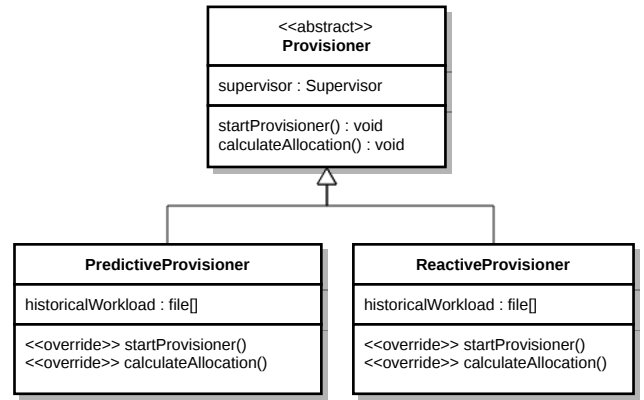 <<abstract>>
Provisioner
supervisor : Supervisor
startProvisioner() : void
calculateAllocation() : void
PredictiveProvisioner
historicalWorkload : file[]
<<override>> startProvisioner()
<<override>> calculateAllocation()
ReactiveProvisioner
historicalWorkload : file[]
<<override>> startProvisioner()
<<override>> calculateAllocation()